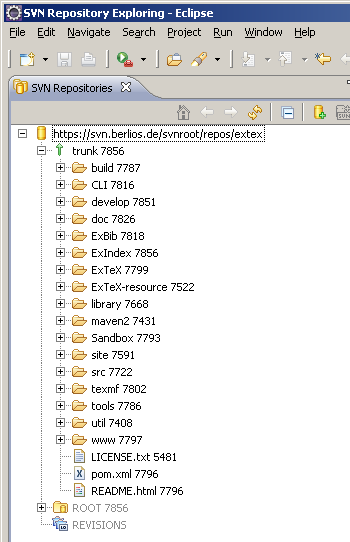 SVN Repository Exploring - Eclipse
File Edit Navigate Search Project Run Window Help
SVN Repositories
https://svn.berlios.de/svnroot/repos/extex
trunk 7856
build 7787
CLI 7816
develop 7851
doc 7826
ExBib 7818
ExIndex 7856
ExTeX 7799
ExTeX-resource 7522
library 7668
maven2 7431
Sandbox 7793
site 7591
src 7722
texmf 7802
tools 7786
util 7408
www 7797
LICENSE.txt 5481
pom.xml 7796
README.html 7796
ROOT 7856
REVISIONS